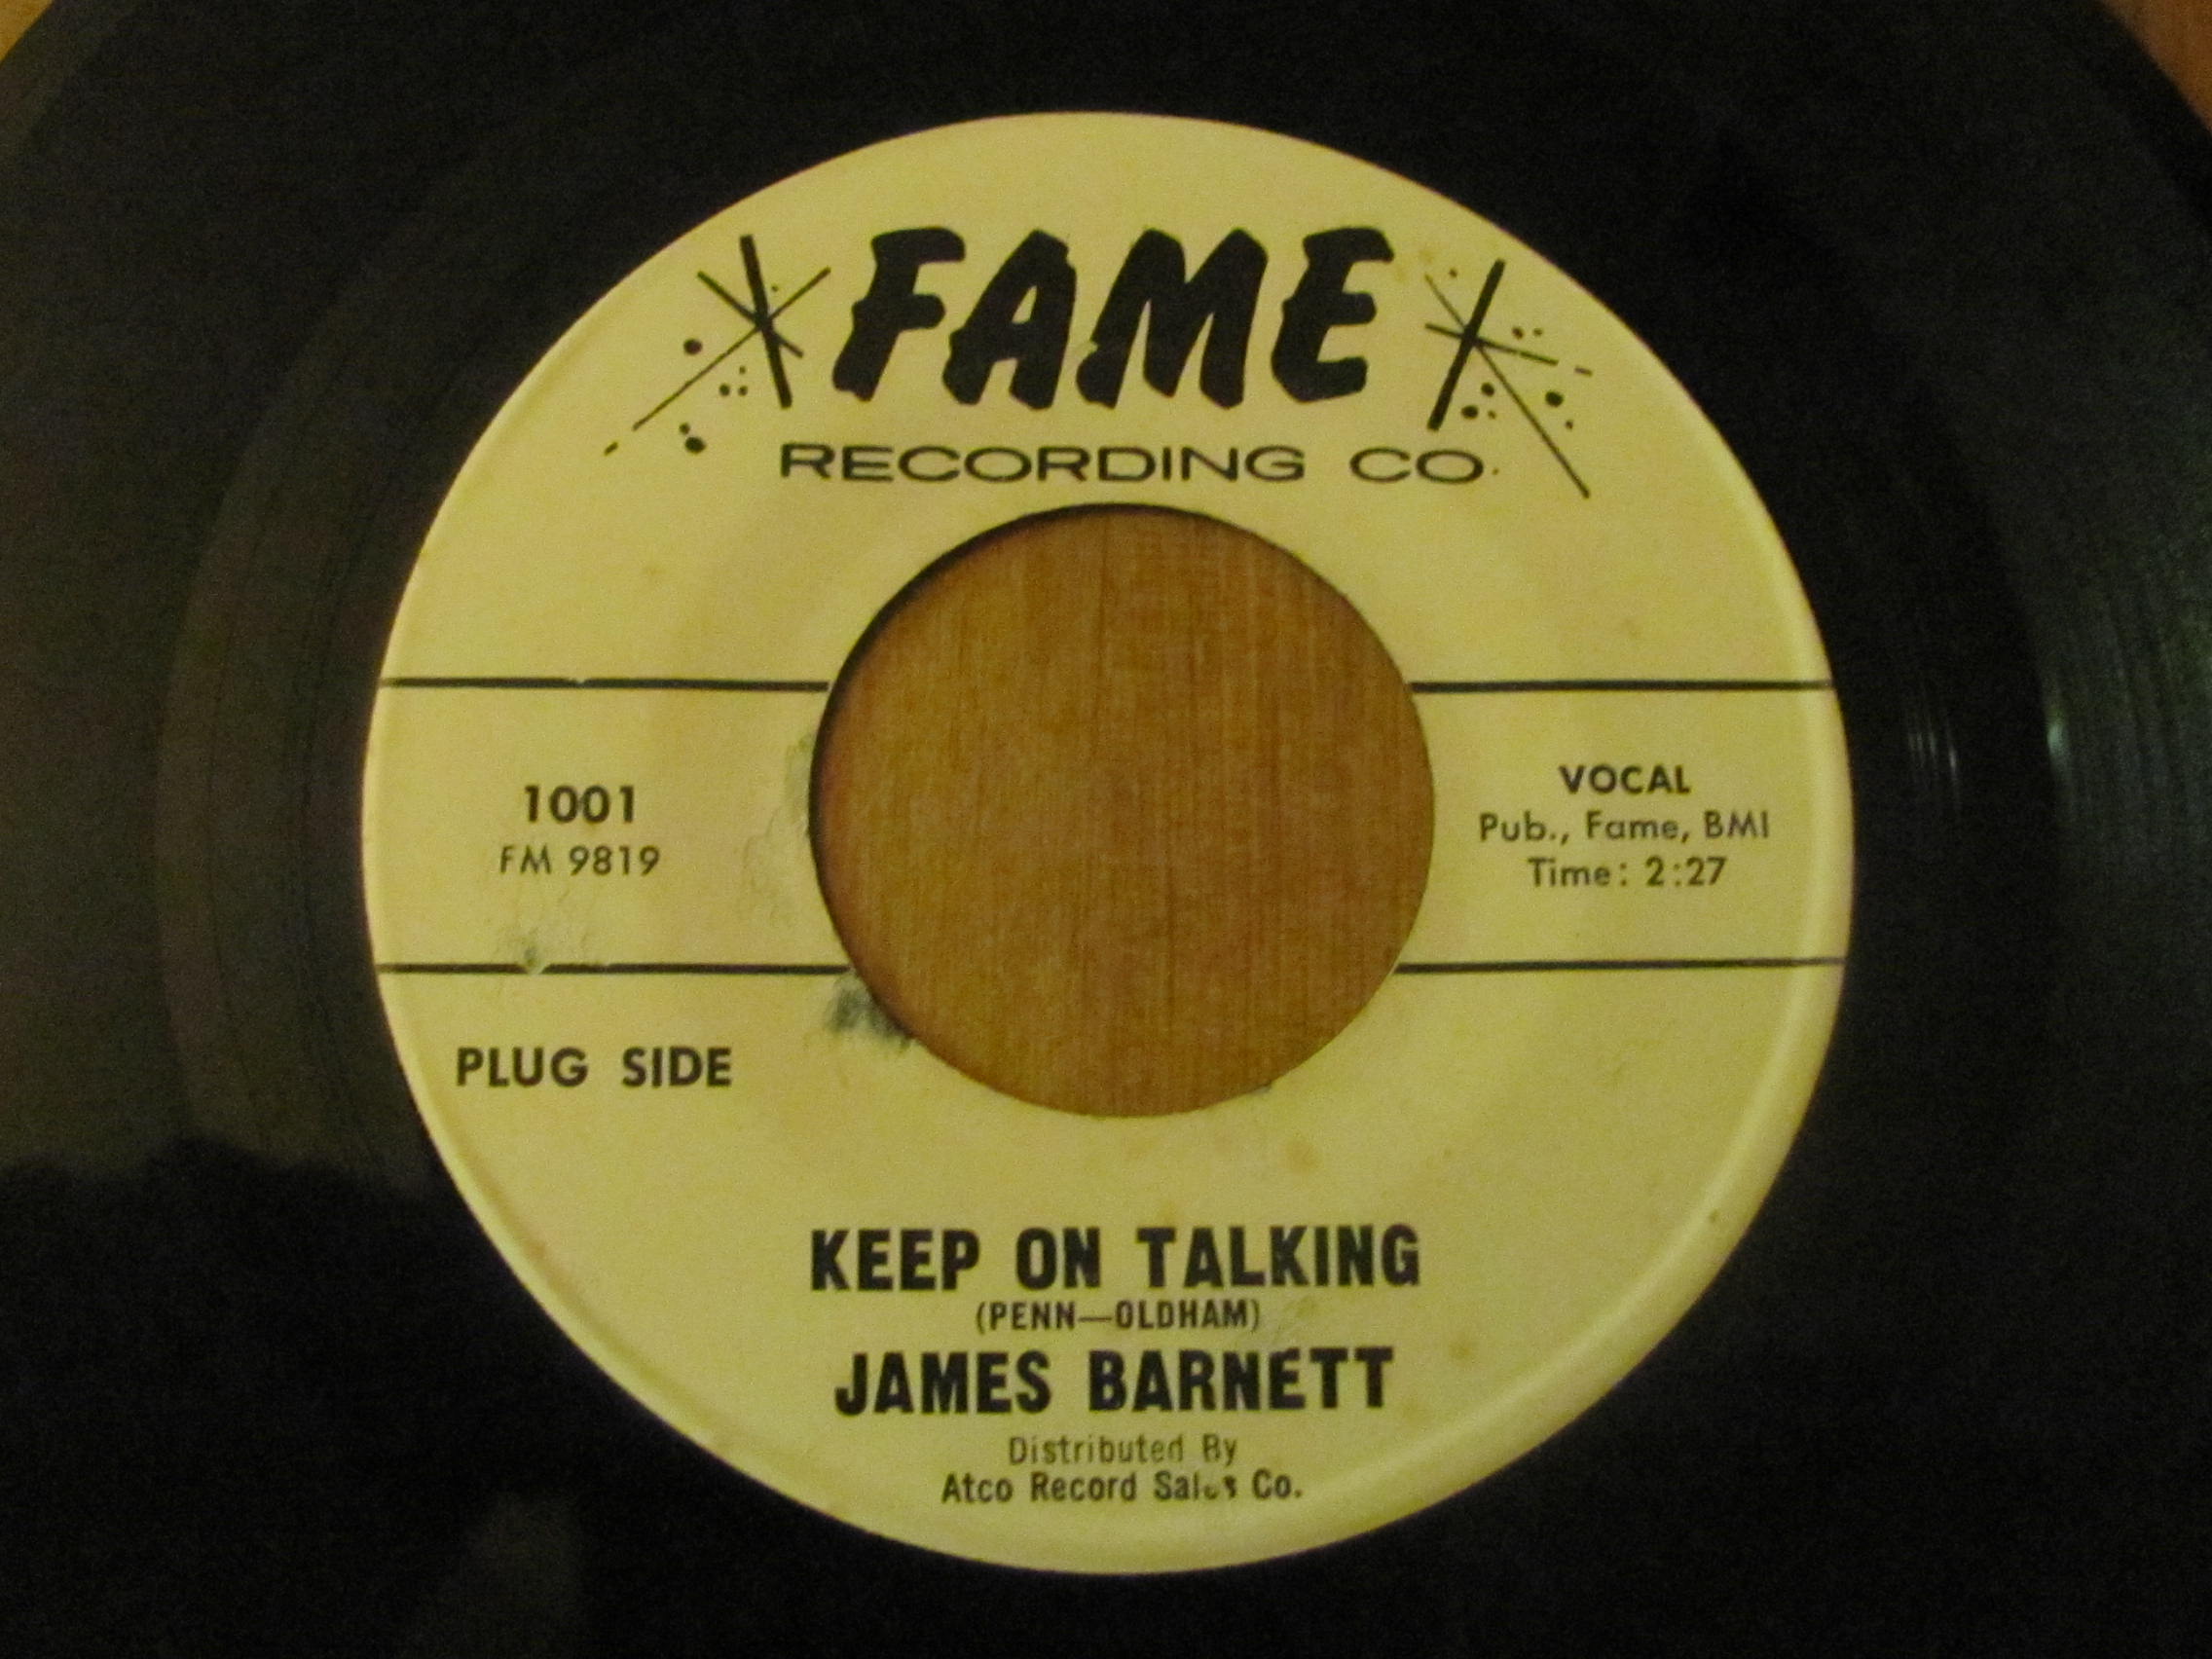 FAME
RECORDING CO.
1001
FM 9819
VOCAL
Pub., Fame, BMI
Time: 2:27
PLUG SIDE
KEEP ON TALKING
(PENN—OLDHAM)
JAMES BARNETT
Distributed By
Atco Record Sales Co.